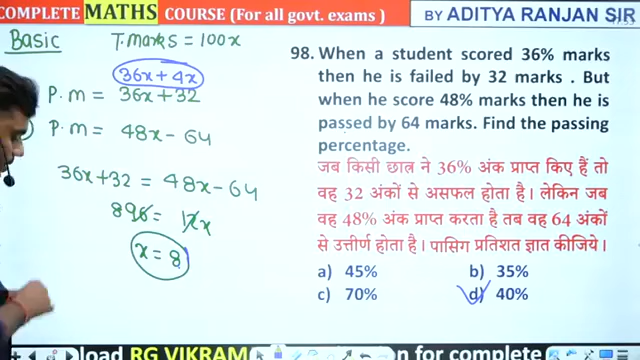 COMPLETE MATHS COURSE (For all govt. exams)
BY ADITYA RANJAN SIR
Basic
T.Marks = 100x
36x + 4x
P.M = 36x + 32
P.M = 48x - 64
36x + 32 = 48x - 64
896 = 12x
x = 8
98. When a student scored 36% marks
then he is failed by 32 marks . But
when he score 48% marks then he is
passed by 64 marks. Find the passing
percentage.
जब किसी छात्र ने 36% अंक प्राप्त किए हैं तो
वह 32 अंकों से असफल होता है। लेकिन जब
वह 48% अंक प्राप्त करता है तब वह 64 अंकों
से उत्तीर्ण होता है। पासिग प्रतिशत ज्ञात कीजिये।
a) 45% b) 35%
c) 70% d) 40%
load RG VIKRAM
on for complete